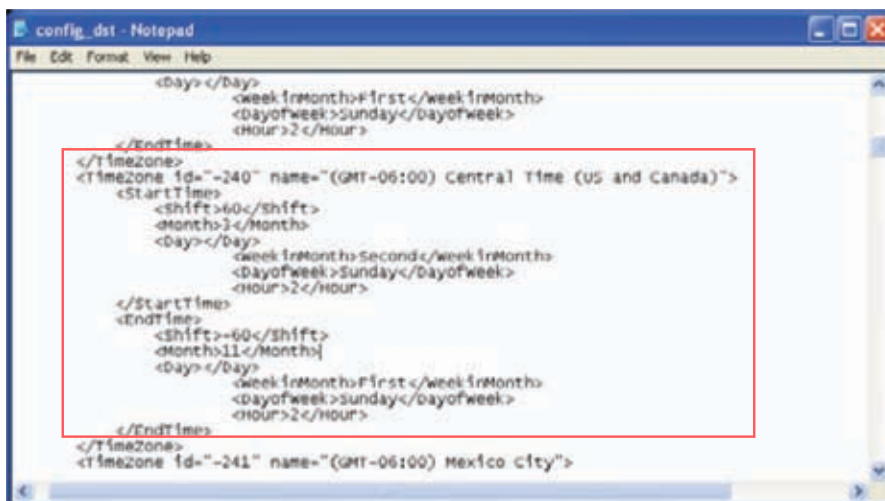 config_dst - Notepad
File Edit Format View Help
<Day></Day>
<WeekinMonth>First</WeekinMonth>
<DayofWeek>Sunday</DayofWeek>
<Hour>2</Hour>
</EndTime>
</TimeZone>
<TimeZone id="-240" name="(GMT-06:00) Central Time (US and Canada)">
<StartTime>
<Shift>60</Shift>
<Month>3</Month>
<Day></Day>
<WeekinMonth>Second</WeekinMonth>
<DayofWeek>Sunday</DayofWeek>
<Hour>2</Hour>
</StartTime>
<EndTime>
<Shift>-60</Shift>
<Month>11</Month>
<Day></Day>
<WeekinMonth>First</WeekinMonth>
<DayofWeek>Sunday</DayofWeek>
<Hour>2</Hour>
</EndTime>
</TimeZone>
<TimeZone id="-241" name="(GMT-06:00) Mexico City">